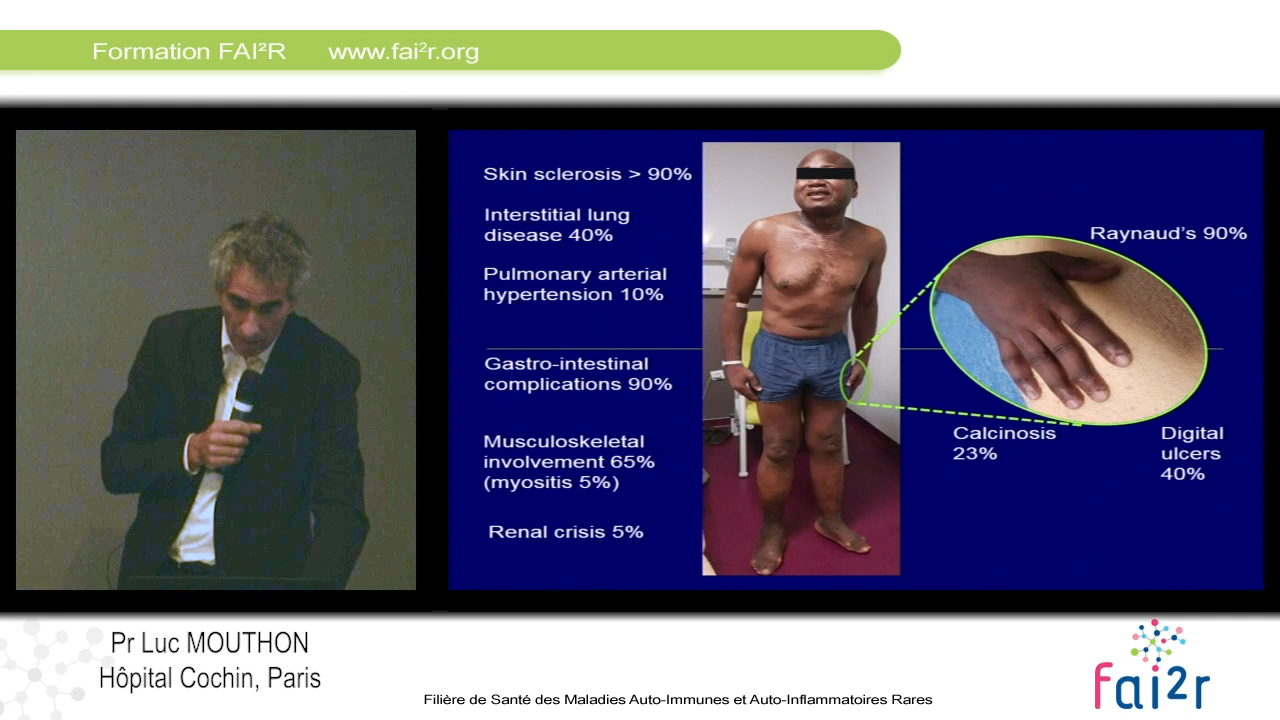 Formation FAI²R www.fai²r.org
Skin sclerosis > 90%
Interstitial lung
disease 40%
Pulmonary arterial
hypertension 10%
Gastro-intestinal
complications 90%
Musculoskeletal
involvement 65%
(myositis 5%)
Renal crisis 5%
Raynaud's 90%
Calcinosis
23%
Digital
ulcers
40%
Pr Luc MOUTHON
Hôpital Cochin, Paris
Filière de Santé des Maladies Auto-Immunes et Auto-Inflammatoires Rares
fai2r